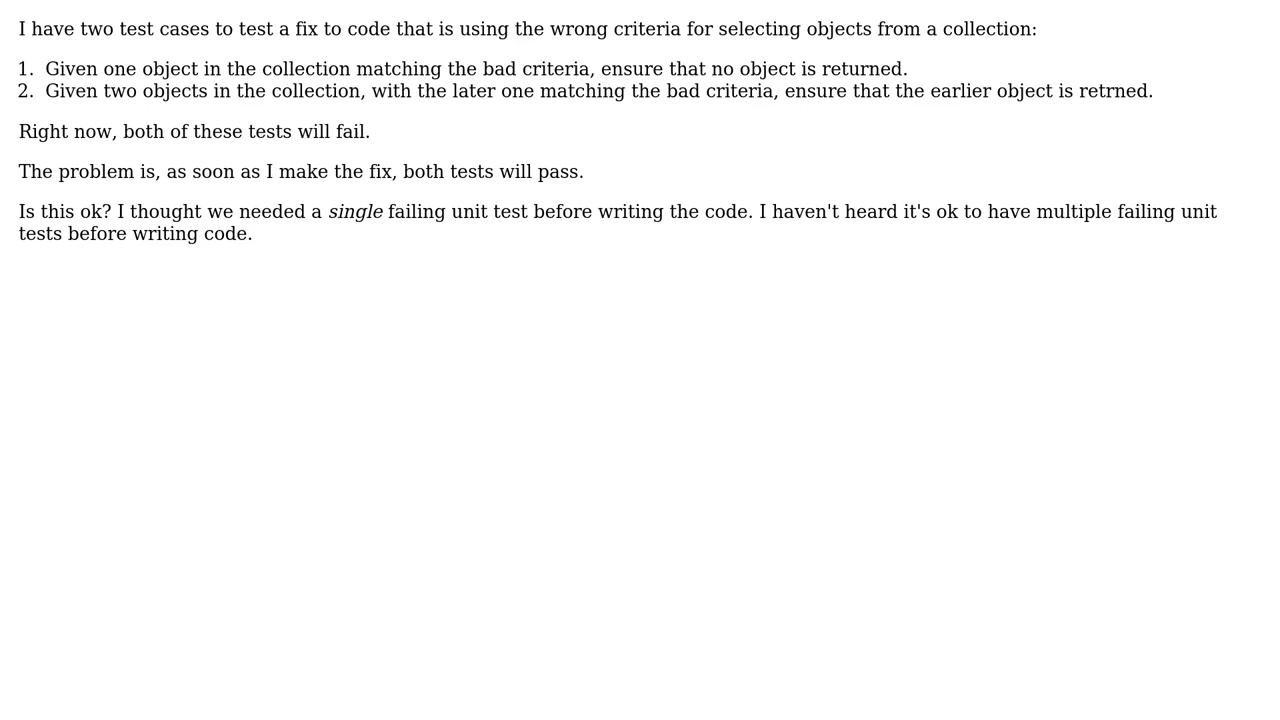 I have two test cases to test a fix to code that is using the wrong criteria for selecting objects from a collection:
1. Given one object in the collection matching the bad criteria, ensure that no object is returned.
2. Given two objects in the collection, with the later one matching the bad criteria, ensure that the earlier object is retrned.
Right now, both of these tests will fail.
The problem is, as soon as I make the fix, both tests will pass.
Is this ok? I thought we needed a single failing unit test before writing the code. I haven't heard it's ok to have multiple failing unit
tests before writing code.